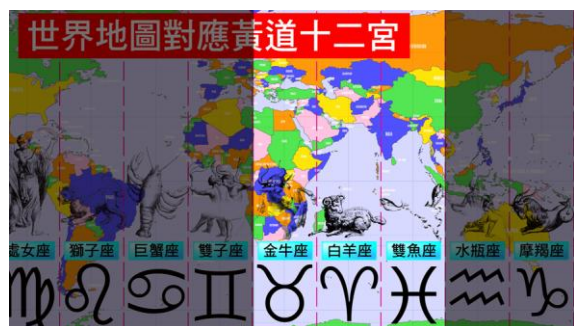 世界地圖對應黃道十二宮
處女座 獅子座 巨蟹座 雙子座 金牛座 白羊座 雙魚座 水瓶座 摩羯座
♍ ♌ ♋ ♊ ♉ ♈ ♓ ♒ ♑